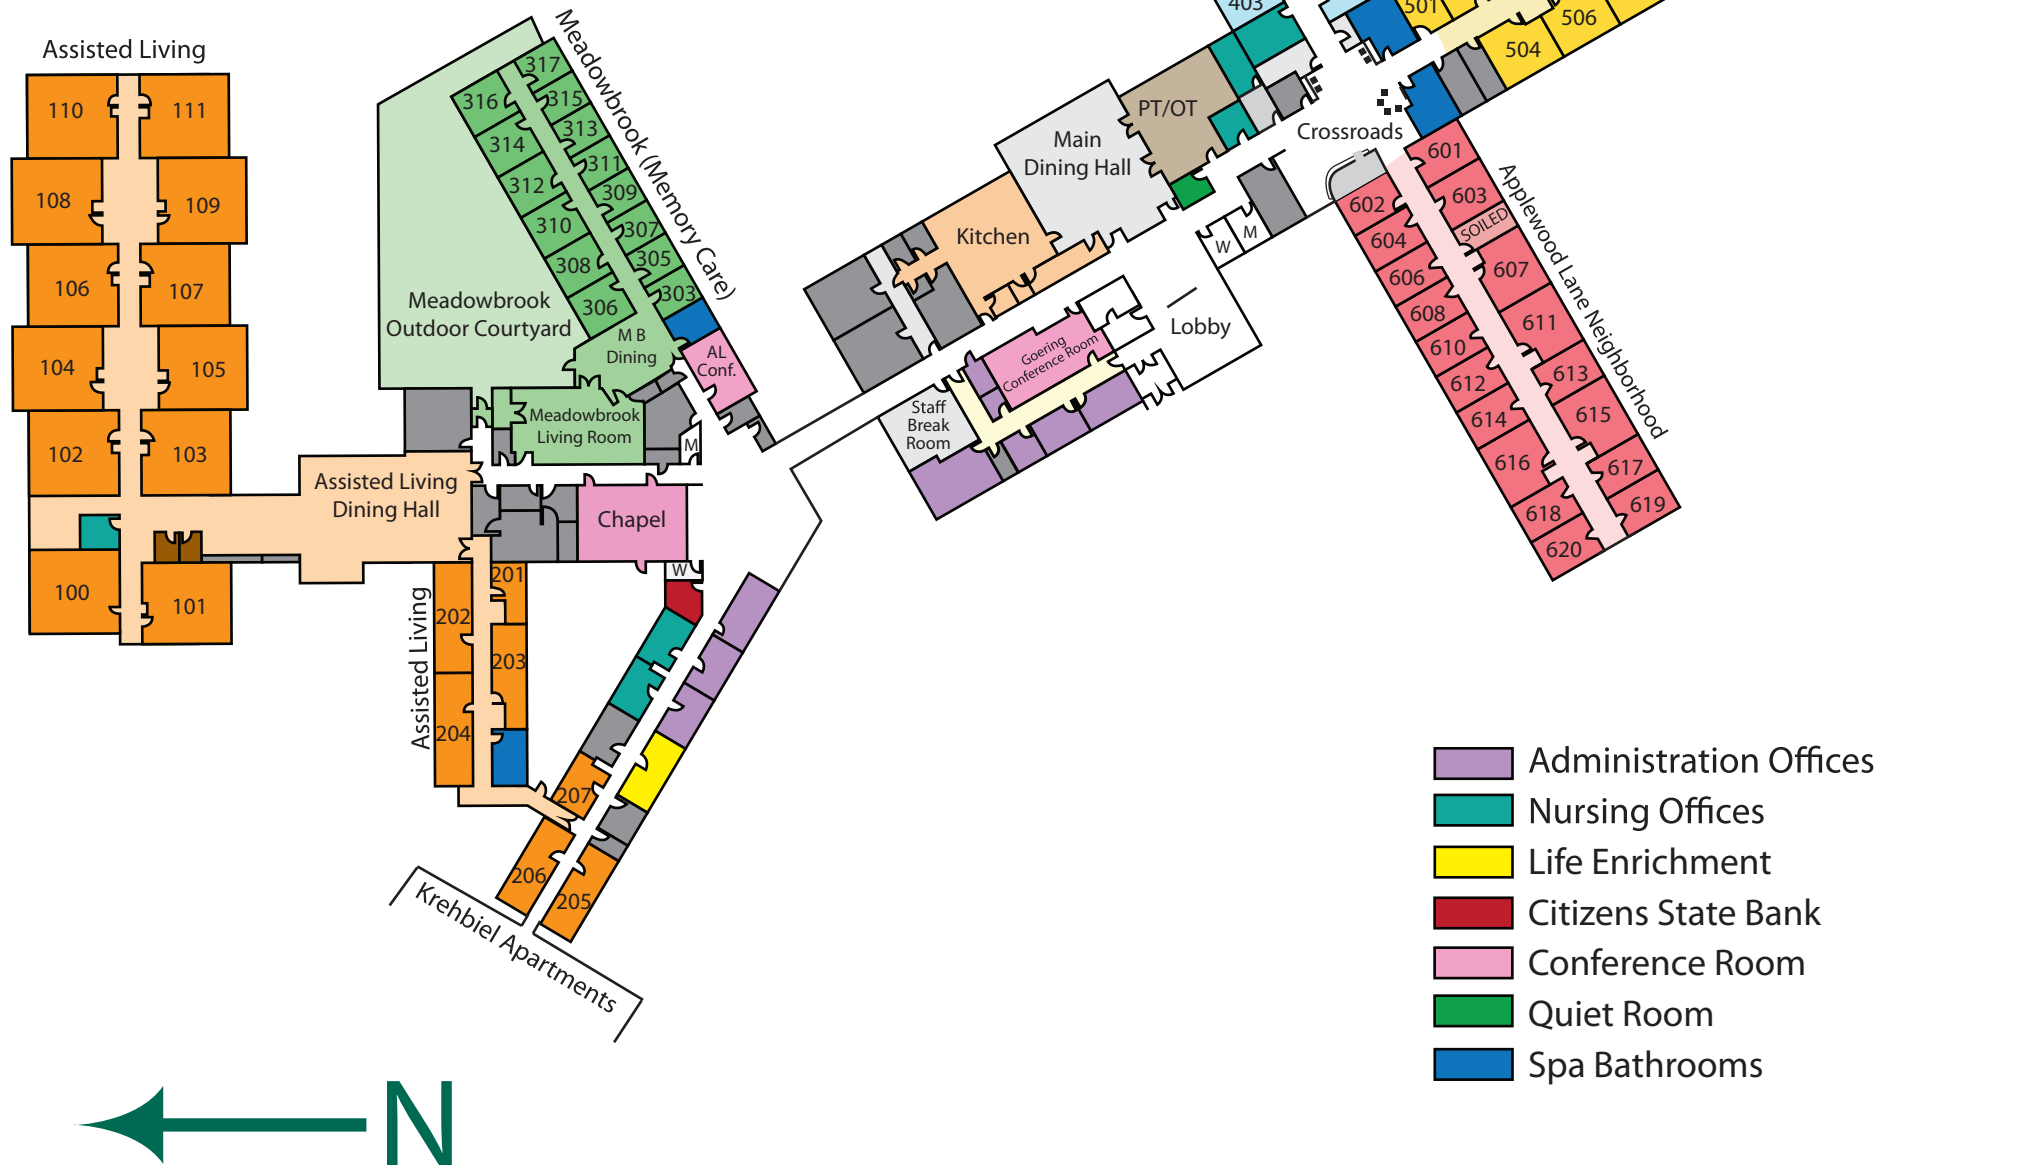 Assisted Living
110
111
108
109
106
107
104
105
102
103
100
101
Assisted Living
Dining Hall
Assisted Living
201
202
203
204
207
206
205
Krehbiel Apartments
Meadowbrook
Outdoor Courtyard
Meadowbrook (Memory Care)
317
316
315
313
314
311
312
309
310
307
308
305
306
303
M B
Dining
AL
Conf.
Meadowbrook
Living Room
M
Chapel
W
Kitchen
Main
Dining Hall
PT/OT
403
Crossroads
W
M
Lobby
Goering
Conference Room
Staff
Break
Room
501
506
504
Applewood Lane Neighborhood
601
602
603
SOILED
604
606
607
608
610
611
612
613
614
615
616
617
618
619
620
Administration Offices
Nursing Offices
Life Enrichment
Citizens State Bank
Conference Room
Quiet Room
Spa Bathrooms
N